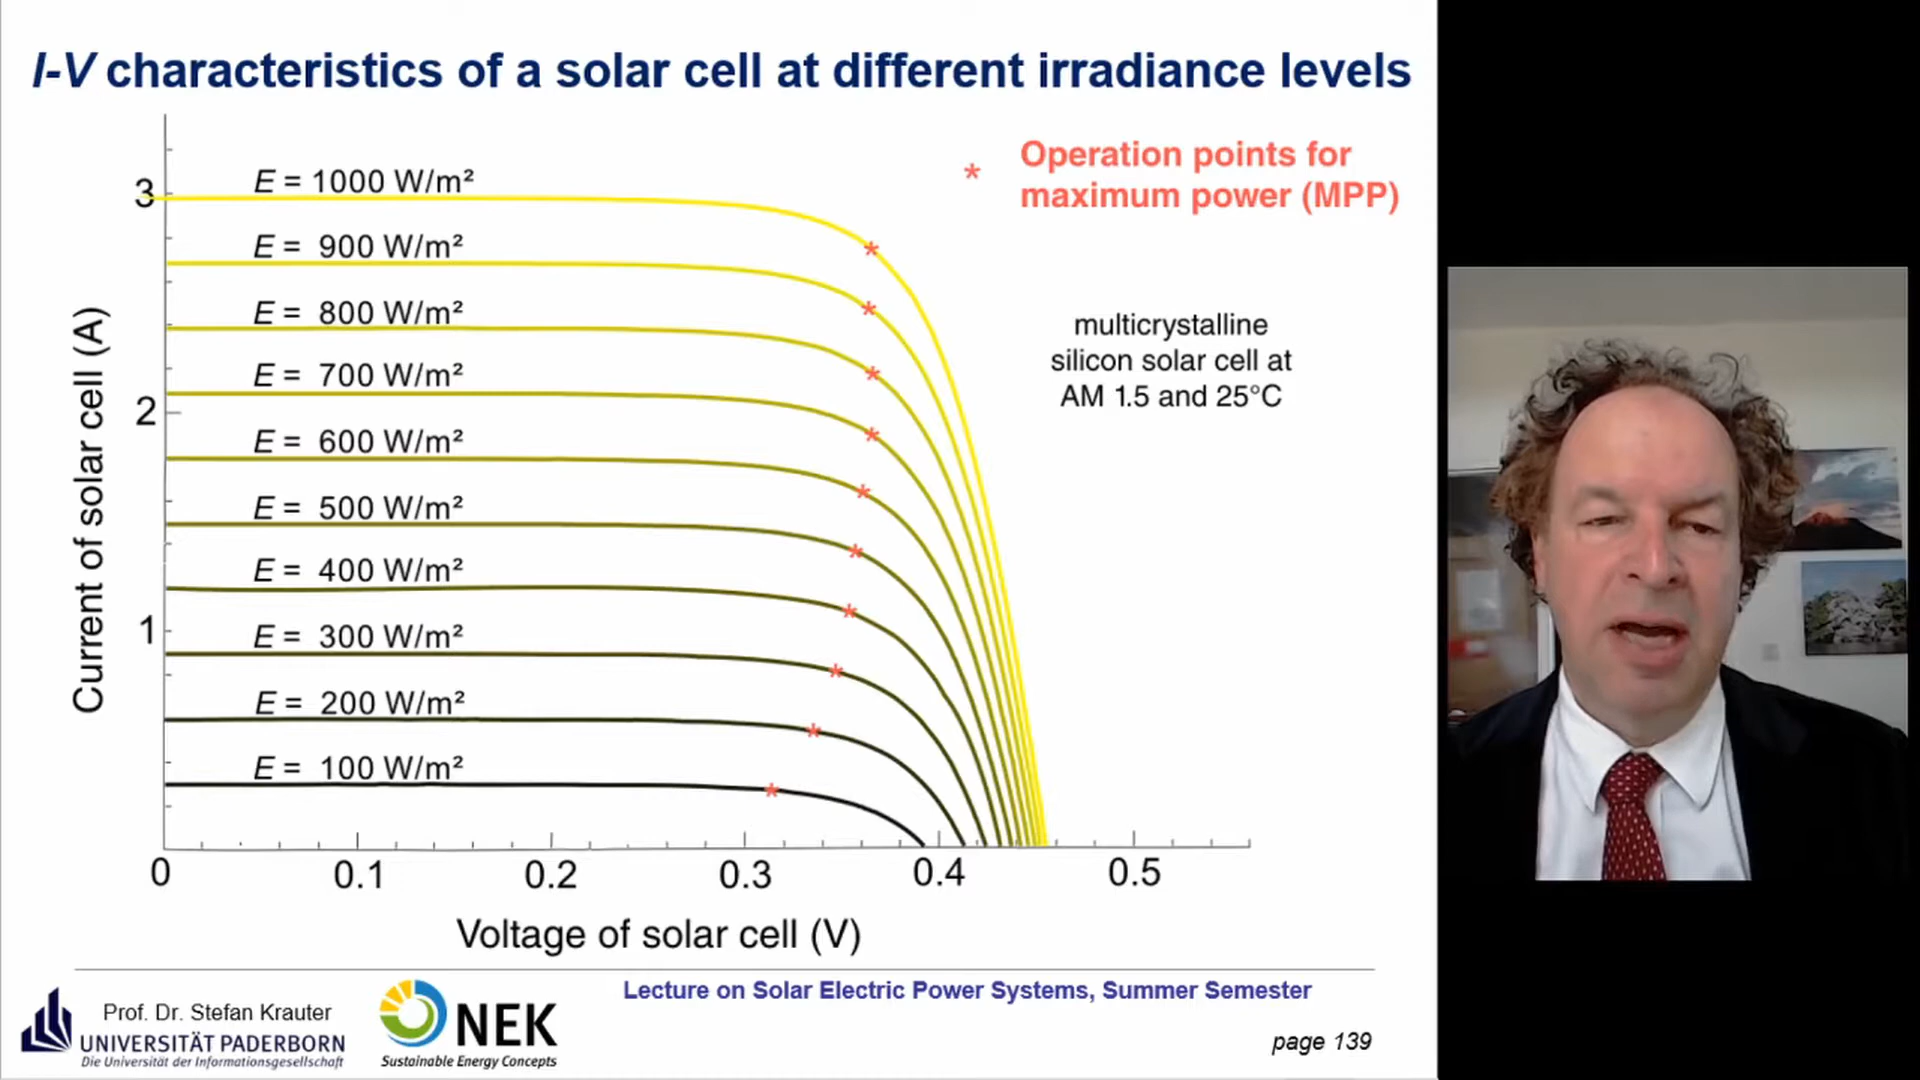 I-V characteristics of a solar cell at different irradiance levels
* Operation points for
maximum power (MPP)
multicrystalline
silicon solar cell at
AM 1.5 and 25°C
Current of solar cell (A)
3
2
1
E = 1000 W/m²
E = 900 W/m²
E = 800 W/m²
E = 700 W/m²
E = 600 W/m²
E = 500 W/m²
E = 400 W/m²
E = 300 W/m²
E = 200 W/m²
E = 100 W/m²
0 0.1 0.2 0.3 0.4 0.5
Voltage of solar cell (V)
Prof. Dr. Stefan Krauter
UNIVERSITÄT PADERBORN
Die Universität der Informationsgesellschaft
NEK
Sustainable Energy Concepts
Lecture on Solar Electric Power Systems, Summer Semester
page 139